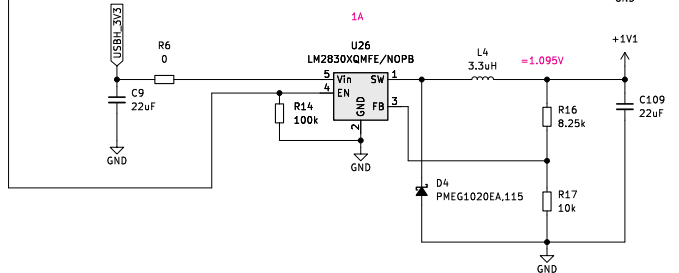 GND
1A
+1V1
USBH_3V3
R6
0
U26
LM2830XQMFE/NOPB
L4
3.3uH
=1.095V
5
Vin
SW
1
4
EN
FB
3
GND
2
C9
22uF
R14
100k
R16
8.25k
C109
22uF
GND
GND
D4
PMEG1020EA,115
R17
10k
GND